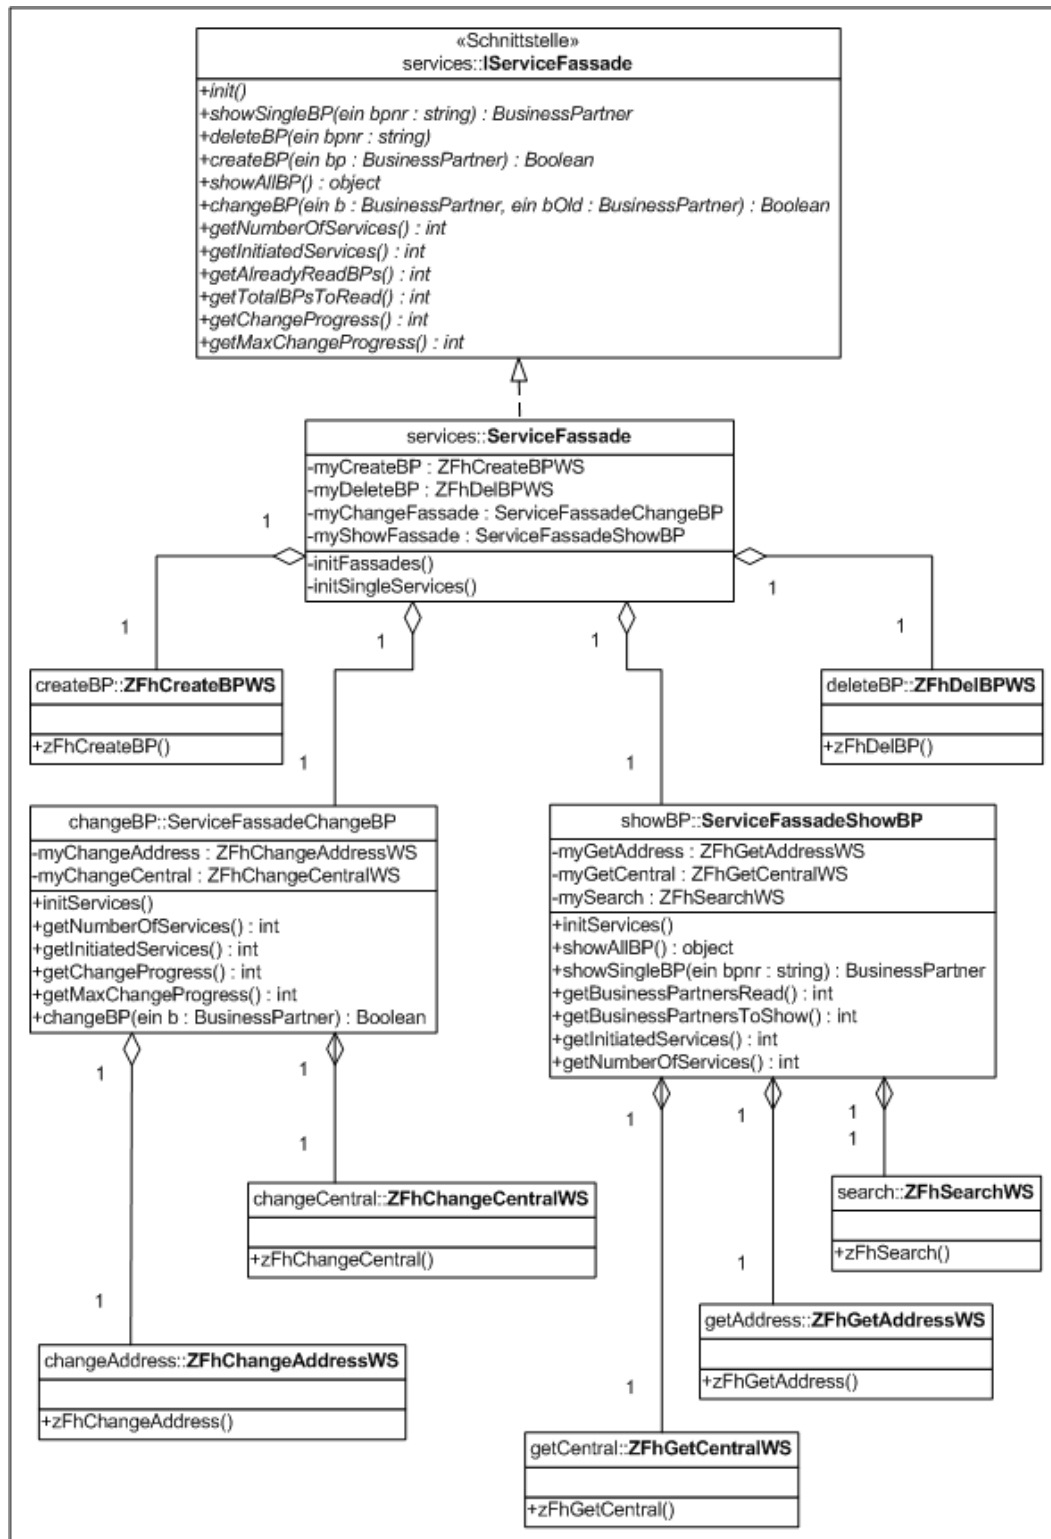 «Schnittstelle»
services::IServiceFassade
+init()
+showSingleBP(ein bpnr : string) : BusinessPartner
+deleteBP(ein bpnr : string)
+createBP(ein bp : BusinessPartner) : Boolean
+showAllBP() : object
+changeBP(ein b : BusinessPartner, ein bOld : BusinessPartner) : Boolean
+getNumberOfServices() : int
+getInitiatedServices() : int
+getAlreadyReadBPs() : int
+getTotalBPsToRead() : int
+getChangeProgress() : int
+getMaxChangeProgress() : int
services::ServiceFassade
-myCreateBP : ZFhCreateBPWS
-myDeleteBP : ZFhDelBPWS
-myChangeFassade : ServiceFassadeChangeBP
-myShowFassade : ServiceFassadeShowBP
-initFassades()
-initSingleServices()
1
1
1
1
1
1
createBP::ZFhCreateBPWS
+zFhCreateBP()
deleteBP::ZFhDelBPWS
+zFhDelBP()
1
1
changeBP::ServiceFassadeChangeBP
-myChangeAddress : ZFhChangeAddressWS
-myChangeCentral : ZFhChangeCentralWS
+initServices()
+getNumberOfServices() : int
+getInitiatedServices() : int
+getChangeProgress() : int
+getMaxChangeProgress() : int
+changeBP(ein b : BusinessPartner) : Boolean
showBP::ServiceFassadeShowBP
-myGetAddress : ZFhGetAddressWS
-myGetCentral : ZFhGetCentralWS
-mySearch : ZFhSearchWS
+initServices()
+showAllBP() : object
+showSingleBP(ein bpnr : string) : BusinessPartner
+getBusinessPartnersRead() : int
+getBusinessPartnersToShow() : int
+getInitiatedServices() : int
+getNumberOfServices() : int
1
1
1
1
1
1
1
changeCentral::ZFhChangeCentralWS
+zFhChangeCentral()
search::ZFhSearchWS
+zFhSearch()
1
1
changeAddress::ZFhChangeAddressWS
+zFhChangeAddress()
getAddress::ZFhGetAddressWS
+zFhGetAddress()
1
getCentral::ZFhGetCentralWS
+zFhGetCentral()